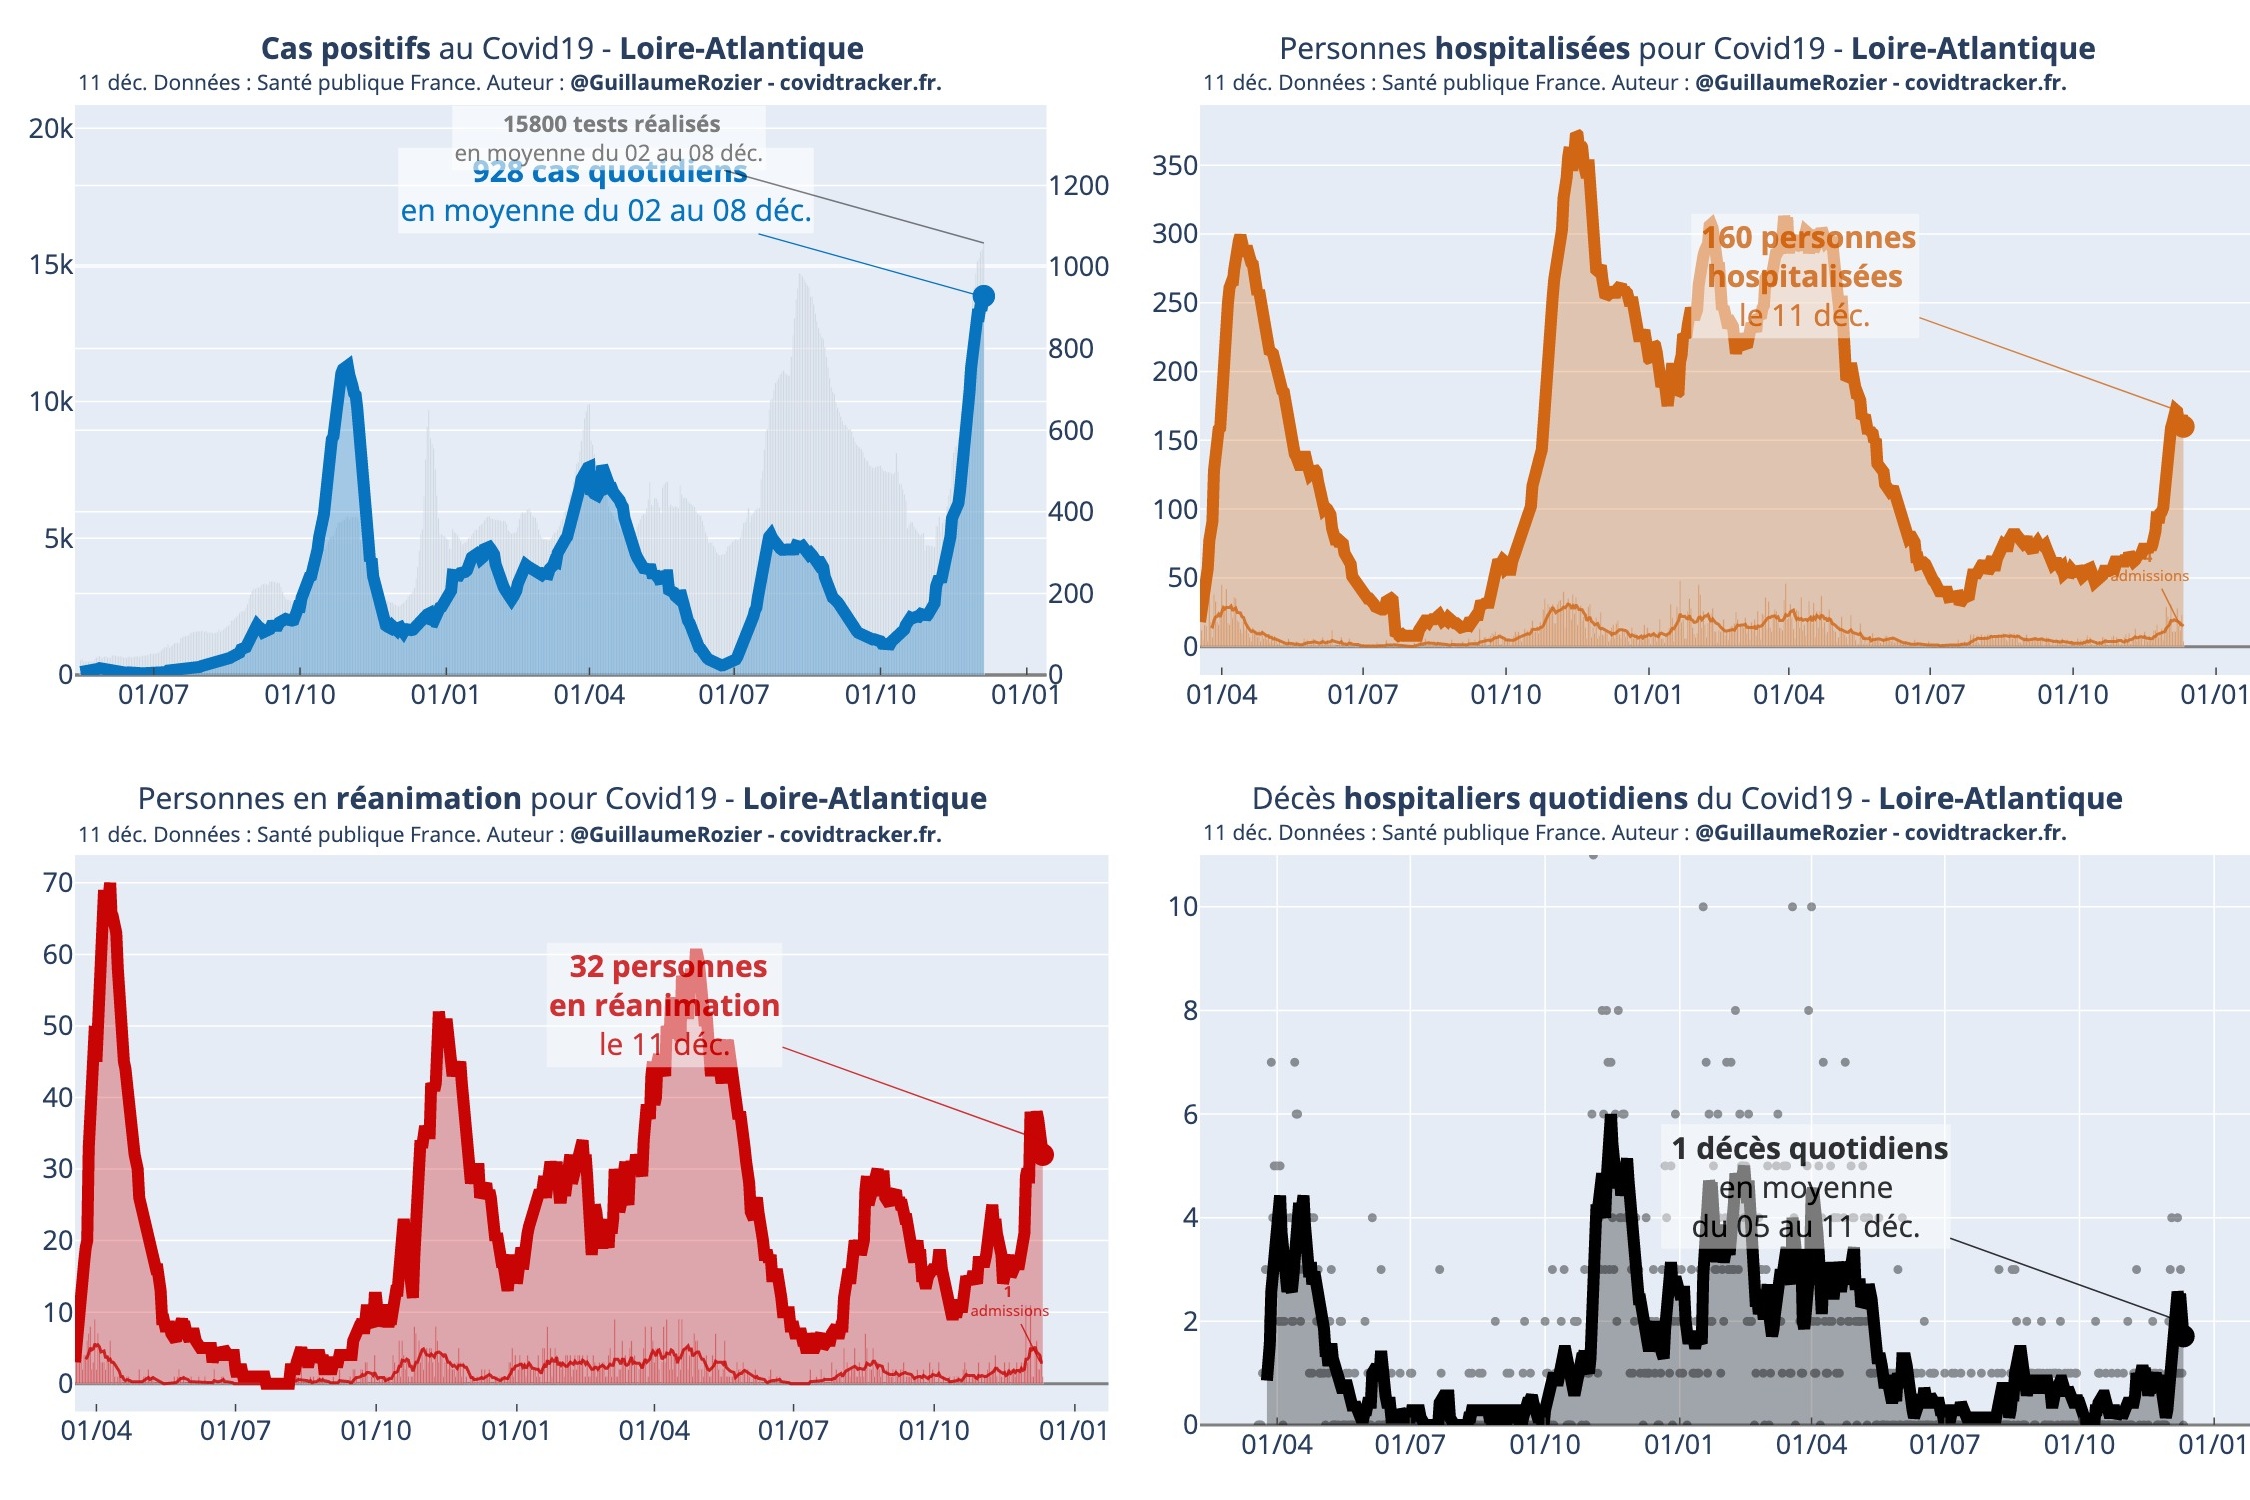 Cas positifs au Covid19 - Loire-Atlantique
11 déc. Données : Santé publique France. Auteur : @GuillaumeRozier - covidtracker.fr.
15800 tests réalisés
en moyenne du 02 au 08 déc.
928 cas quotidiens
en moyenne du 02 au 08 déc.
20k
15k
10k
5k
0
1200
1000
800
600
400
200
0
01/07
01/10
01/01
01/04
01/07
01/10
01/01
Personnes hospitalisées pour Covid19 - Loire-Atlantique
11 déc. Données : Santé publique France. Auteur : @GuillaumeRozier - covidtracker.fr.
350
300
250
200
150
100
50
0
160 personnes
hospitalisées
le 11 déc.
admissions
01/04
01/07
01/10
01/01
01/04
01/07
01/10
01/01
Personnes en réanimation pour Covid19 - Loire-Atlantique
11 déc. Données : Santé publique France. Auteur : @GuillaumeRozier - covidtracker.fr.
70
60
50
40
30
20
10
0
32 personnes
en réanimation
le 11 déc.
1
admissions
01/04
01/07
01/10
01/01
01/04
01/07
01/10
01/01
Décès hospitaliers quotidiens du Covid19 - Loire-Atlantique
11 déc. Données : Santé publique France. Auteur : @GuillaumeRozier - covidtracker.fr.
10
8
6
4
2
0
1 décès quotidiens
en moyenne
du 05 au 11 déc.
01/04
01/07
01/10
01/01
01/04
01/07
01/10
01/01